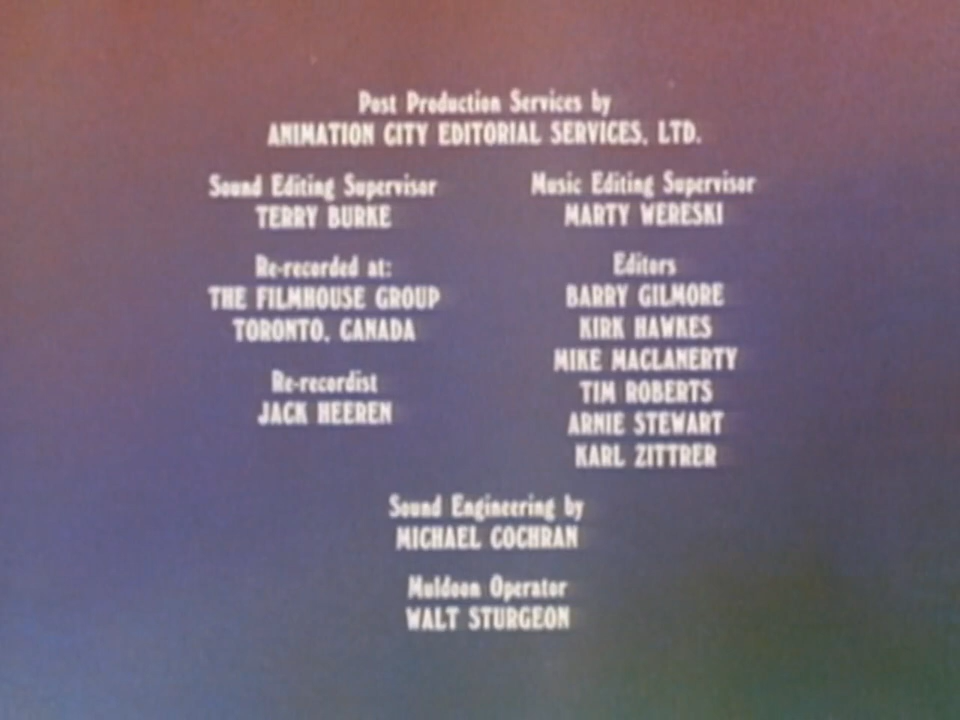 Post Production Services by
ANIMATION CITY EDITORIAL SERVICES, LTD.
Sound Editing Supervisor
TERRY BURKE
Re-recorded at:
THE FILMHOUSE GROUP
TORONTO, CANADA
Re-recordist
JACK HEEREN
Music Editing Supervisor
MARTY WERESKI
Editors
BARRY GILMORE
KIRK HAWKES
MIKE MACLANERTY
TIM ROBERTS
ARNIE STEWART
KARL ZITTRER
Sound Engineering by
MICHAEL COCHRAN
Muldoon Operator
WALT STURGEON